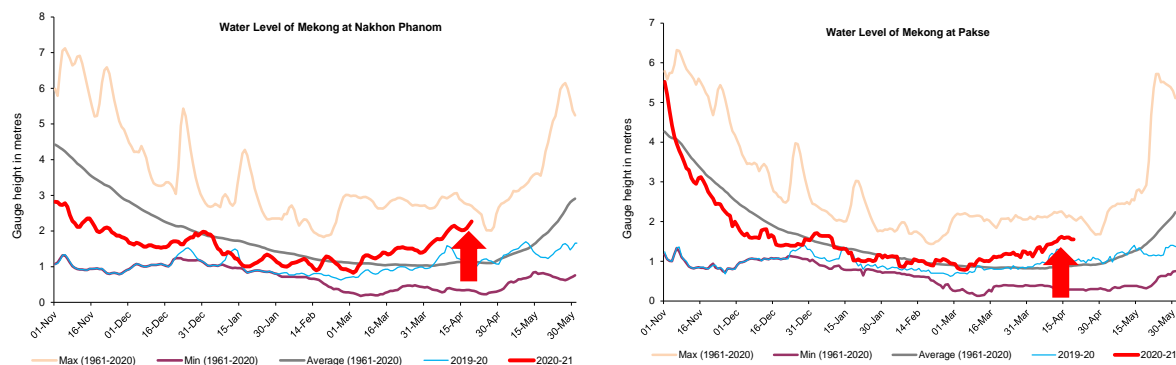 Water Level of Mekong at Nakhon Phanom
Gauge height in metres
8
7
6
5
4
3
2
1
0
01-Nov
16-Nov
01-Dec
16-Dec
31-Dec
15-Jan
30-Jan
14-Feb
01-Mar
16-Mar
31-Mar
15-Apr
30-Apr
15-May
30-May
Max (1961-2020) Min (1961-2020) Average (1961-2020) 2019-20 2020-21
Water Level of Mekong at Pakse
Gauge height in metres
7
6
5
4
3
2
1
0
01-Nov
16-Nov
01-Dec
16-Dec
31-Dec
15-Jan
30-Jan
14-Feb
01-Mar
16-Mar
31-Mar
15-Apr
30-Apr
15-May
30-May
Max (1961-2020) Min (1961-2020) Average (1961-2020) 2019-20 2020-21